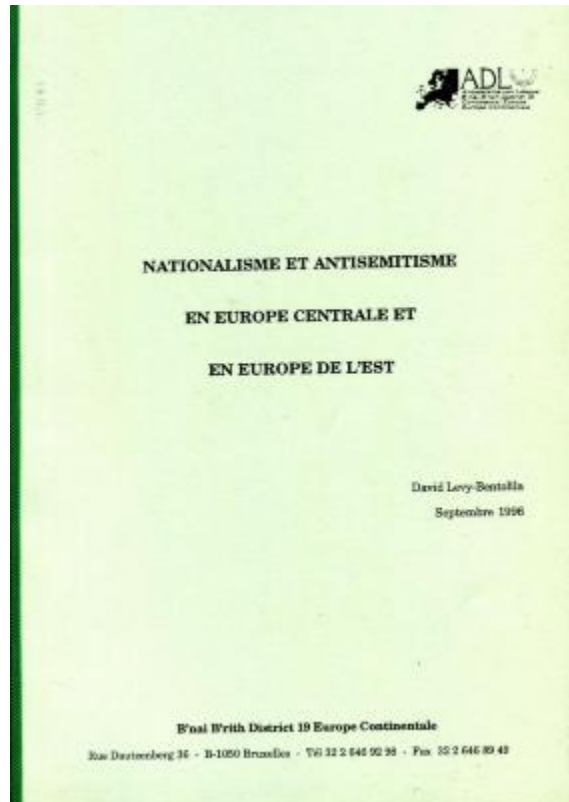 ADL
NATIONALISME ET ANTISEMITISME
EN EUROPE CENTRALE ET
EN EUROPE DE L'EST
David Levy-Bentolila
Septembre 1996
B'nai B'rith District 19 Europe Continentale
Rue Dautzenberg 36 - B-1050 Bruxelles - Tél 32 2 646 92 98 - Fax 32 2 646 89 49